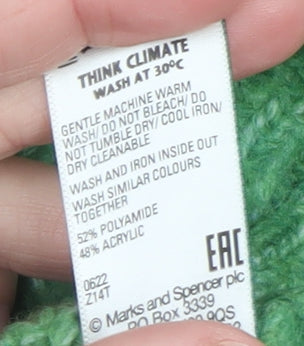 THINK CLIMATE
WASH AT 30ºC
GENTLE MACHINE WARM
WASH/ DO NOT BLEACH/ DO
NOT TUMBLE DRY/ COOL IRON/
DRY CLEANABLE
WASH AND IRON INSIDE OUT
WASH SIMILAR COLOURS
TOGETHER
52% POLYAMIDE
48% ACRYLIC
EAC
0622
Z14T
© Marks and Spencer plc
PO Box 3339
9QS